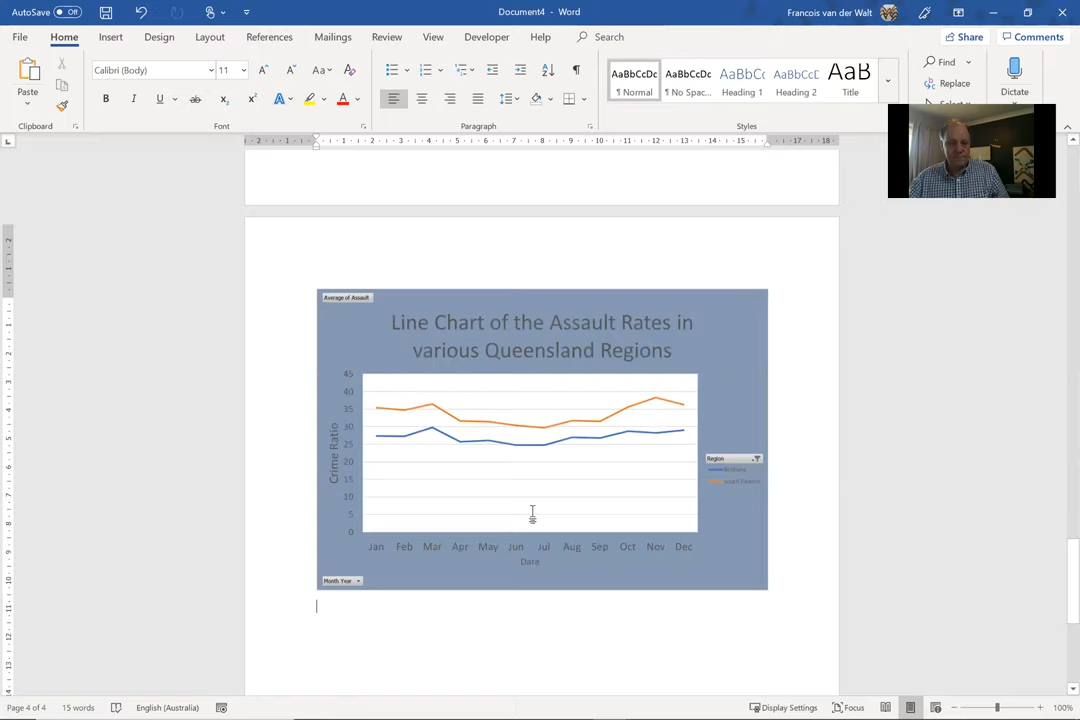 AutoSave Off
Document4 - Word
Francois van der Walt
File Home Insert Design Layout References Mailings Review View Developer Help Search
Share Comments
Paste
Clipboard
Calibri (Body) 11
Font
Paragraph
AaBbCcDc AaBbCcDc AaBbCc AaBbCcD AaB
¶ Normal ¶ No Spac... Heading 1 Heading 2 Title
Styles
Find
Replace
Dictate
Average of Assault
Line Chart of the Assault Rates in
various Queensland Regions
45
40
35
30
25
20
15
10
5
0
Crime Ratio
Jan Feb Mar Apr May Jun Jul Aug Sep Oct Nov Dec
Date
Region
Brisbane
South Eastern
Month Year
Page 4 of 4 15 words English (Australia) Display Settings Focus 100%